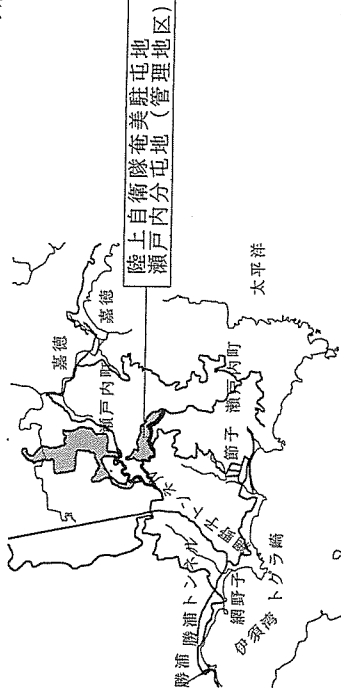 陸上自衛隊奄美駐屯地
瀬戸内分屯地（管理地区）
嘉徳
嘉徳
瀬戸内町
太平洋
瀬戸内町
節子
網野子トンネル
勝浦トンネル
勝浦
網野子
トグラ崎
伊須湾